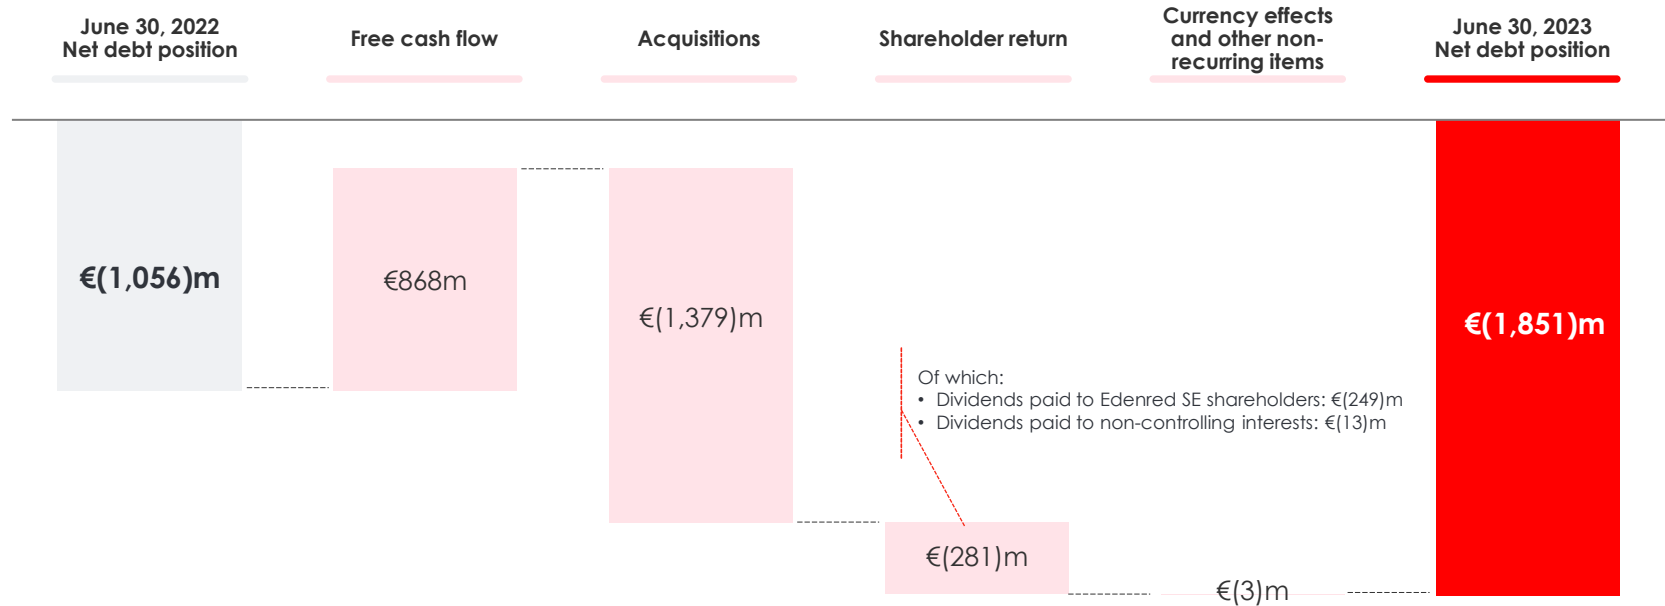 June 30, 2022
Net debt position
Free cash flow
Acquisitions
Shareholder return
Currency effects
and other non-
recurring items
June 30, 2023
Net debt position
€(1,056)m
€868m
€(1,379)m
Of which:
• Dividends paid to Edenred SE shareholders: €(249)m
• Dividends paid to non-controlling interests: €(13)m
€(281)m
€(3)m
€(1,851)m